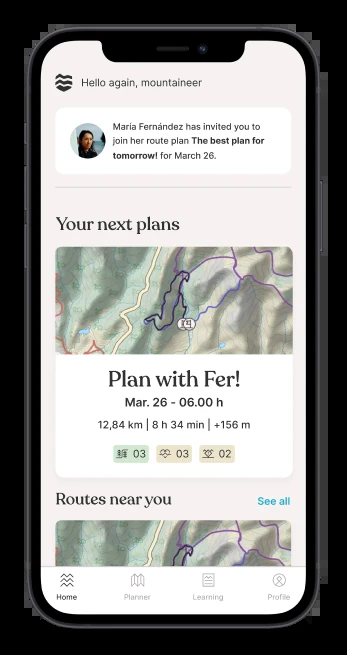 Hello again, mountaineer
María Fernández has invited you to
join her route plan The best plan for
tomorrow! for March 26.
Your next plans
Plan with Fer!
Mar. 26 - 06.00 h
12,84 km | 8 h 34 min | +156 m
03 03 02
Routes near you See all
Home Planner Learning Profile